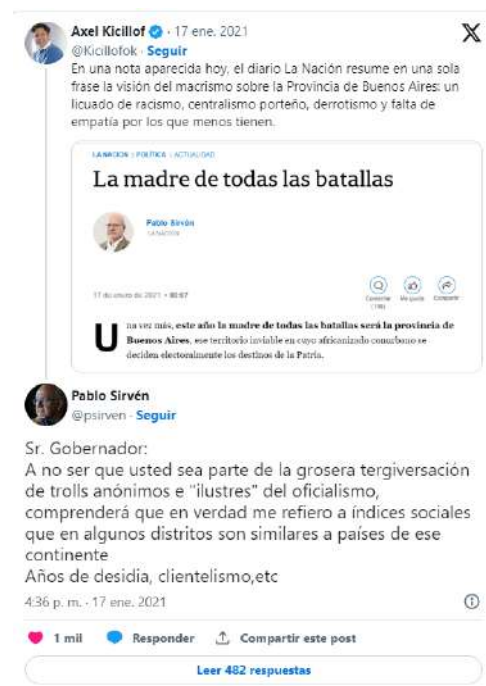 Axel Kicillof · 17 ene. 2021
@Kicillofok · Seguir
En una nota aparecida hoy, el diario La Nación resume en una sola
frase la visión del macrismo sobre la Provincia de Buenos Aires: un
licuado de racismo, centralismo porteño, derrotismo y falta de
empatía por los que menos tienen.
LA NACION | POLÍTICA | ACTUALIDAD
La madre de todas las batallas
Pablo Sirvén
LA NACION
17 de enero de 2021 • 00:07
Comentar
Me gusta
Compartir
Una vez más, este año la madre de todas las batallas será la provincia de
Buenos Aires, ese territorio inviable en cuyo africanizado conurbano se
deciden electoralmente los destinos de la Patria.
Pablo Sirvén
@psirven · Seguir
Sr. Gobernador:
A no ser que usted sea parte de la grosera tergiversación
de trolls anónimos e "ilustres" del oficialismo,
comprenderá que en verdad me refiero a índices sociales
que en algunos distritos son similares a países de ese
continente
Años de desidia, clientelismo,etc
4:36 p. m. · 17 ene. 2021
1 mil
Responder
Compartir este post
Leer 482 respuestas